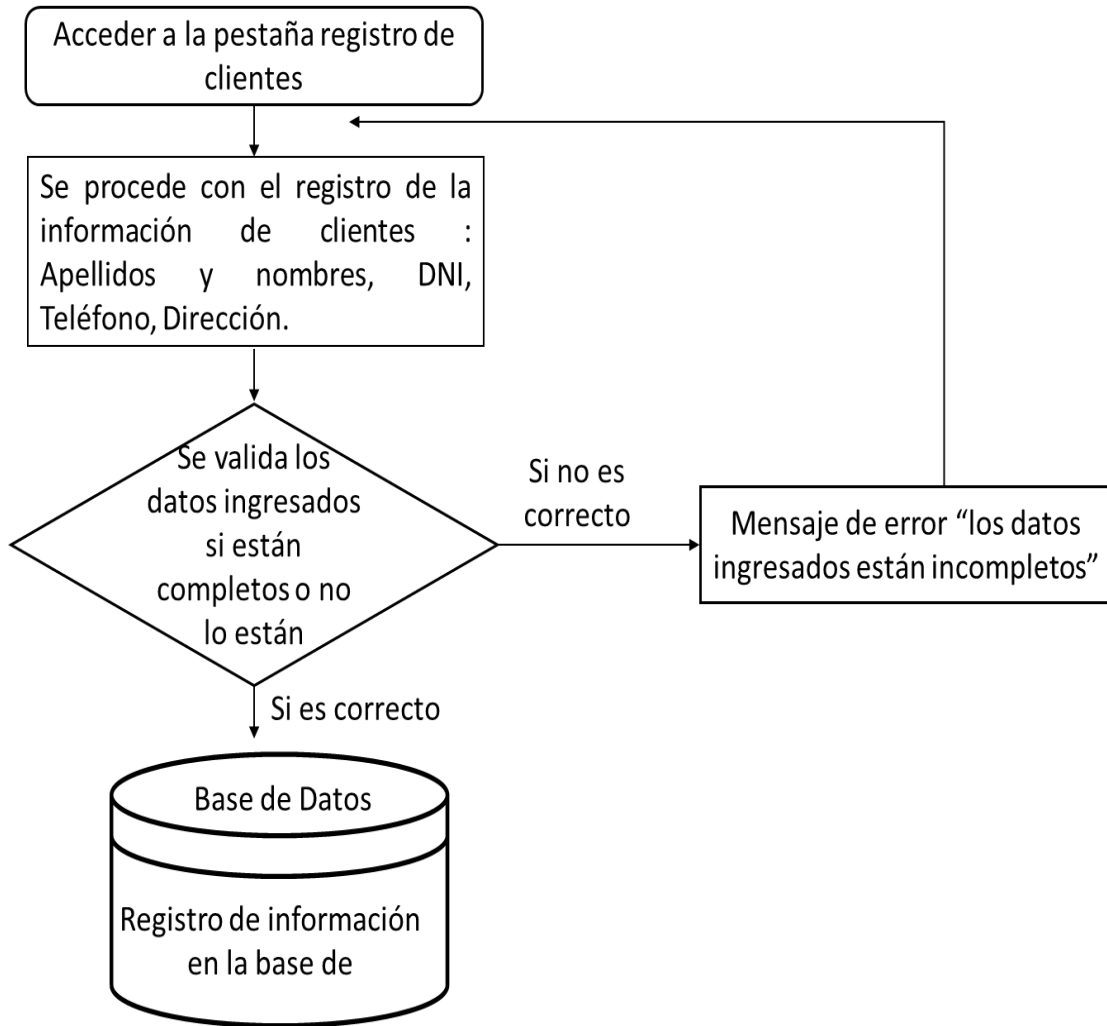 Acceder a la pestaña registro de
clientes
Se procede con el registro de la
información de clientes :
Apellidos y nombres, DNI,
Teléfono, Dirección.
Se valida los
datos ingresados
si están
completos o no
lo están
Si no es
correcto
Mensaje de error “los datos
ingresados están incompletos”
Si es correcto
Base de Datos
Registro de información
en la base de